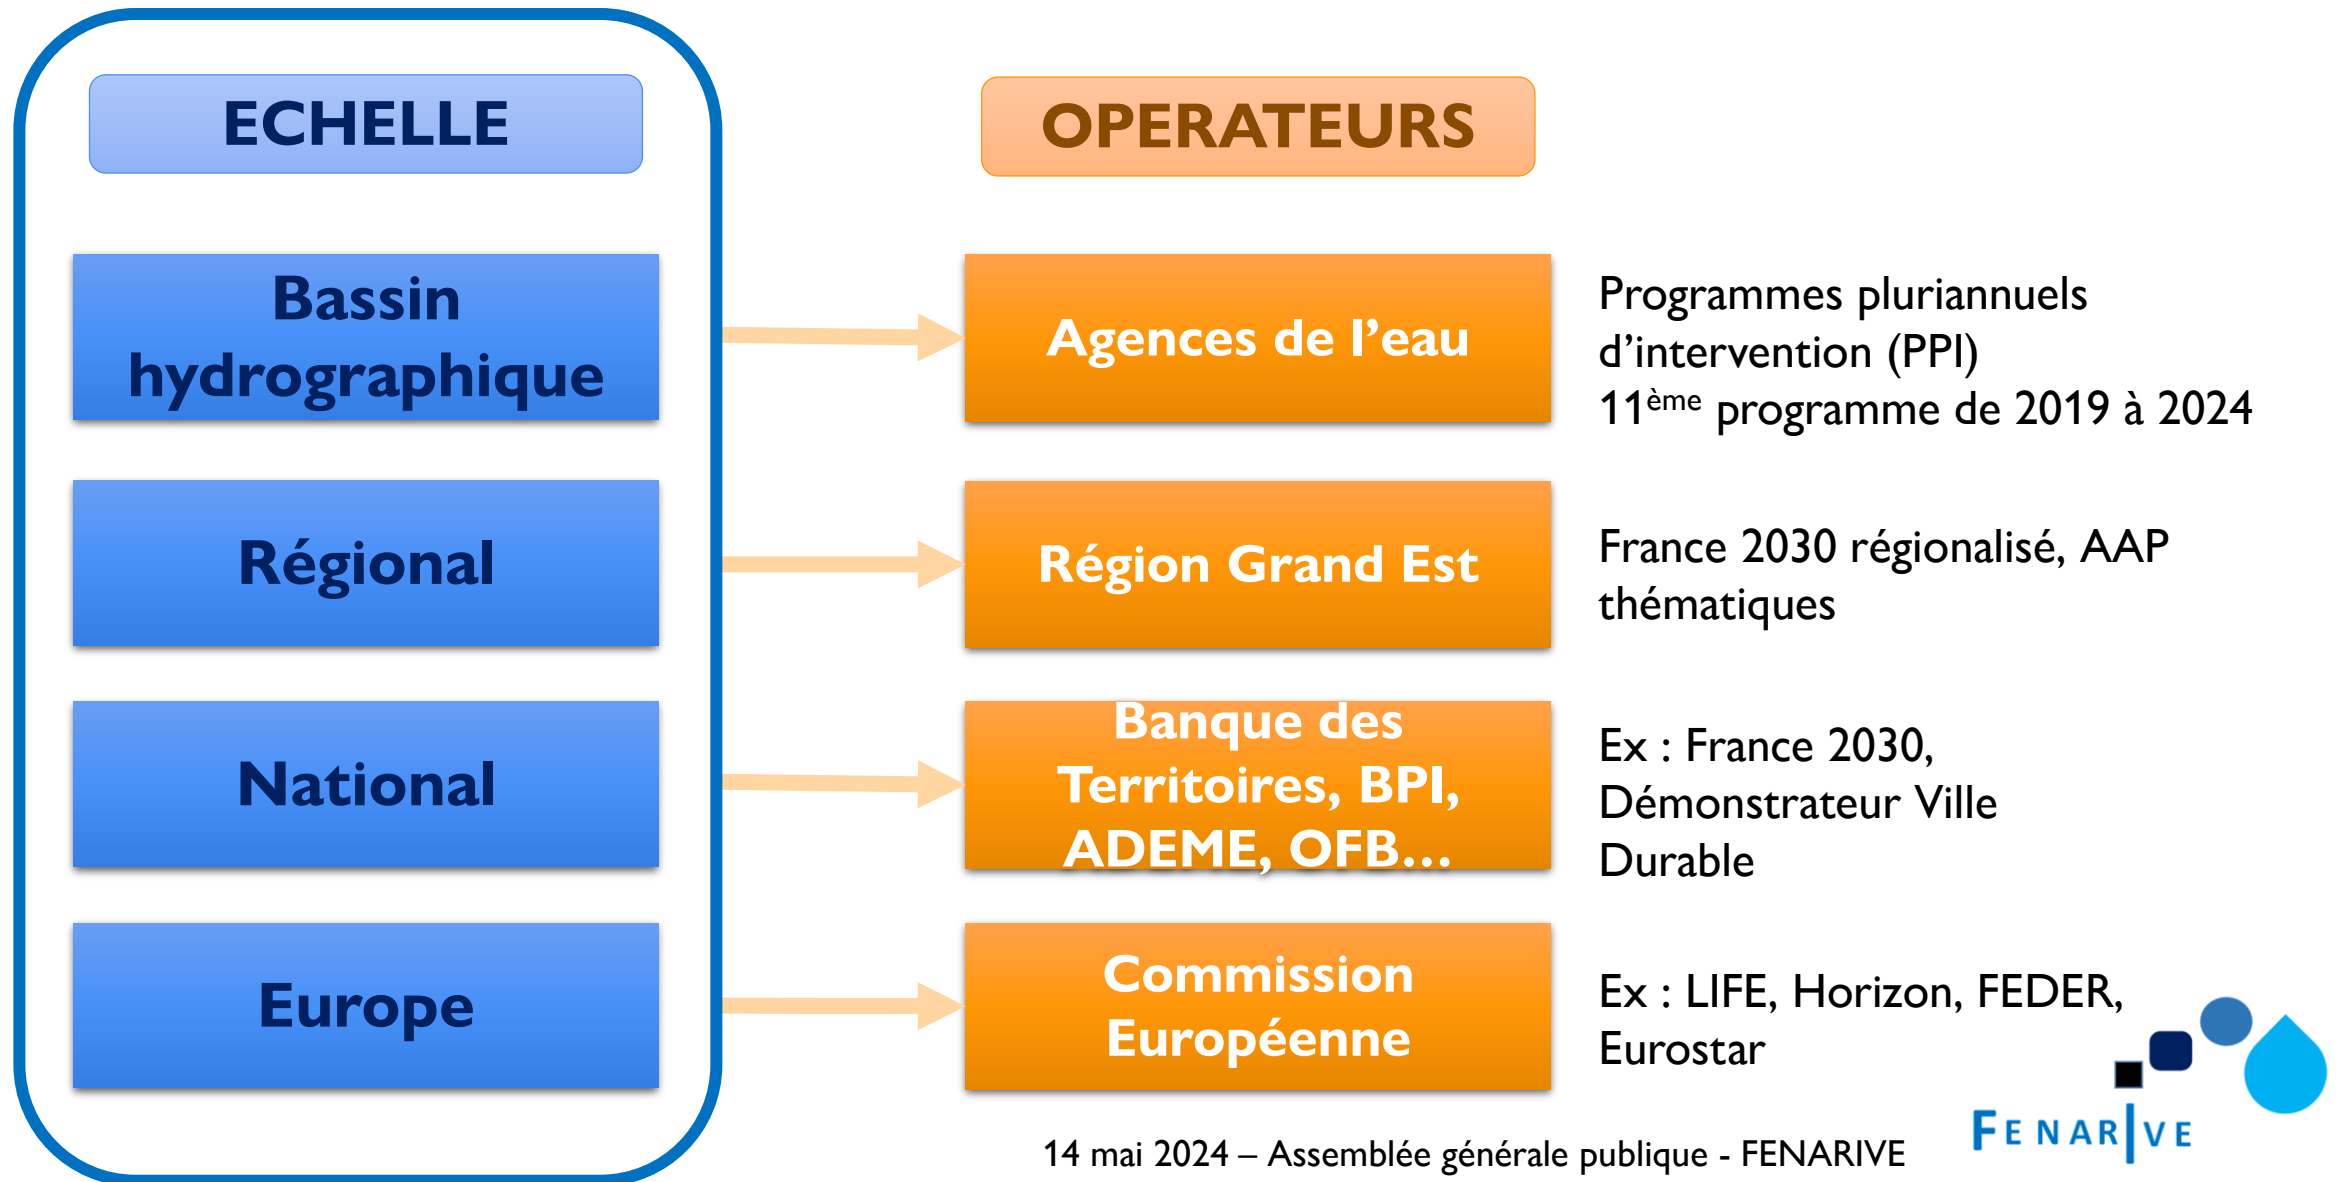 ECHELLE
OPERATEURS
Bassin
hydrographique
Agences de l’eau
Programmes pluriannuels
d’intervention (PPI)
11ème programme de 2019 à 2024
Régional
Région Grand Est
France 2030 régionalisé, AAP
thématiques
National
Banque des
Territoires, BPI,
ADEME, OFB…
Ex : France 2030,
Démonstrateur Ville
Durable
Europe
Commission
Européenne
Ex : LIFE, Horizon, FEDER,
Eurostar
FENARIVE
14 mai 2024 – Assemblée générale publique - FENARIVE